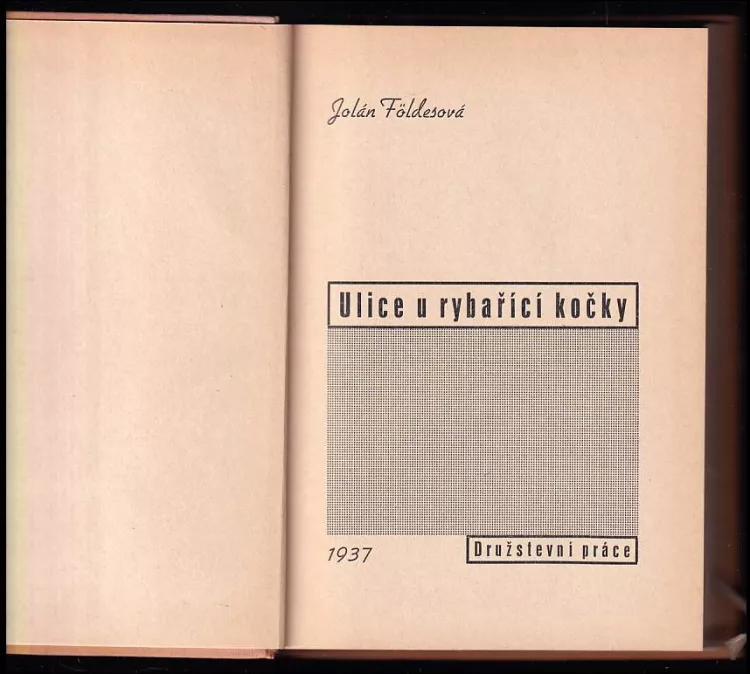 Jolán Földesová
Ulice u rybařící kočky
1937
Družstevní práce